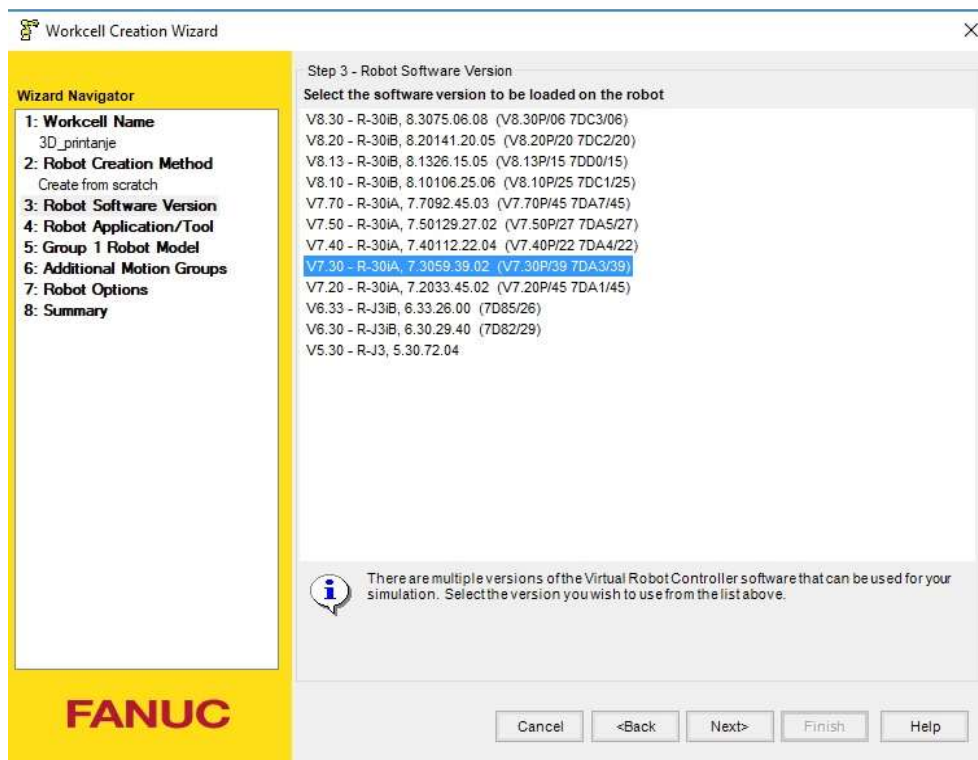 Workcell Creation Wizard
Wizard Navigator
1: Workcell Name
3D_printanje
2: Robot Creation Method
Create from scratch
3: Robot Software Version
4: Robot Application/Tool
5: Group 1 Robot Model
6: Additional Motion Groups
7: Robot Options
8: Summary
FANUC
Step 3 - Robot Software Version
Select the software version to be loaded on the robot
V8.30 - R-30iB, 8.3075.06.08 (V8.30P/06 7DC3/06)
V8.20 - R-30iB, 8.20141.20.05 (V8.20P/20 7DC2/20)
V8.13 - R-30iB, 8.1326.15.05 (V8.13P/15 7DD0/15)
V8.10 - R-30iB, 8.10106.25.06 (V8.10P/25 7DC1/25)
V7.70 - R-30iA, 7.7092.45.03 (V7.70P/45 7DA7/45)
V7.50 - R-30iA, 7.50129.27.02 (V7.50P/27 7DA5/27)
V7.40 - R-30iA, 7.40112.22.04 (V7.40P/22 7DA4/22)
V7.30 - R-30iA, 7.3059.39.02 (V7.30P/39 7DA3/39)
V7.20 - R-30iA, 7.2033.45.02 (V7.20P/45 7DA1/45)
V6.33 - R-J3iB, 6.33.26.00 (7D85/26)
V6.30 - R-J3iB, 6.30.29.40 (7D82/29)
V5.30 - R-J3, 5.30.72.04
There are multiple versions of the Virtual Robot Controller software that can be used for your
simulation. Select the version you wish to use from the list above.
Cancel
<Back
Next>
Finish
Help